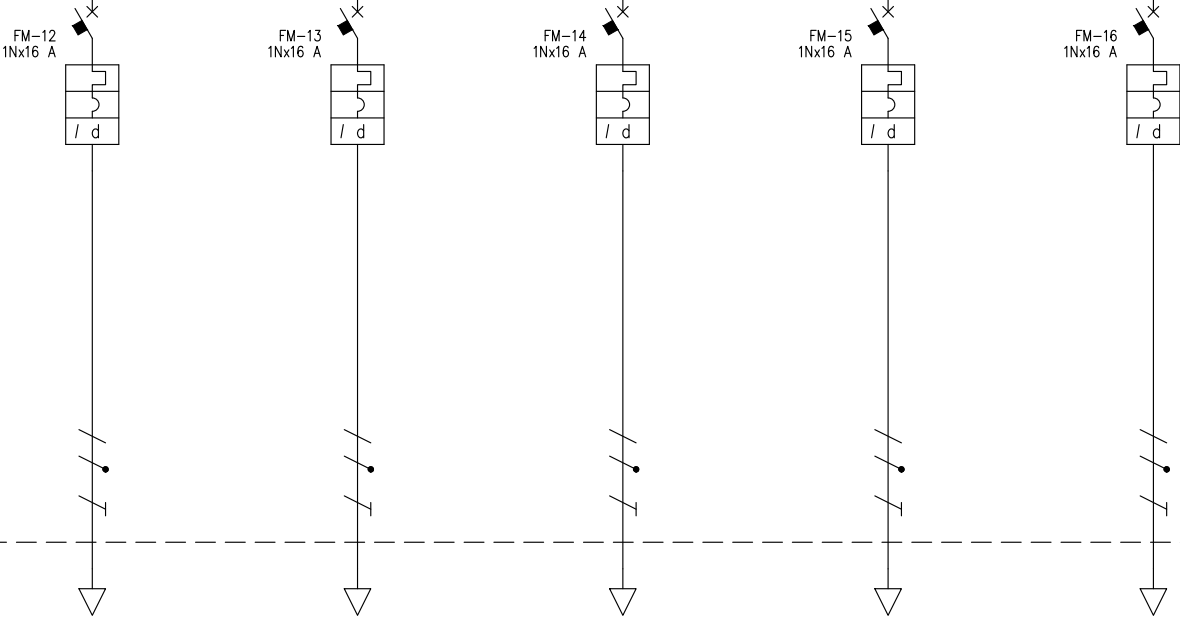 FM-12
1Nx16 A
FM-13
1Nx16 A
FM-14
1Nx16 A
FM-15
1Nx16 A
FM-16
1Nx16 A
/ d
/ d
/ d
/ d
/ d